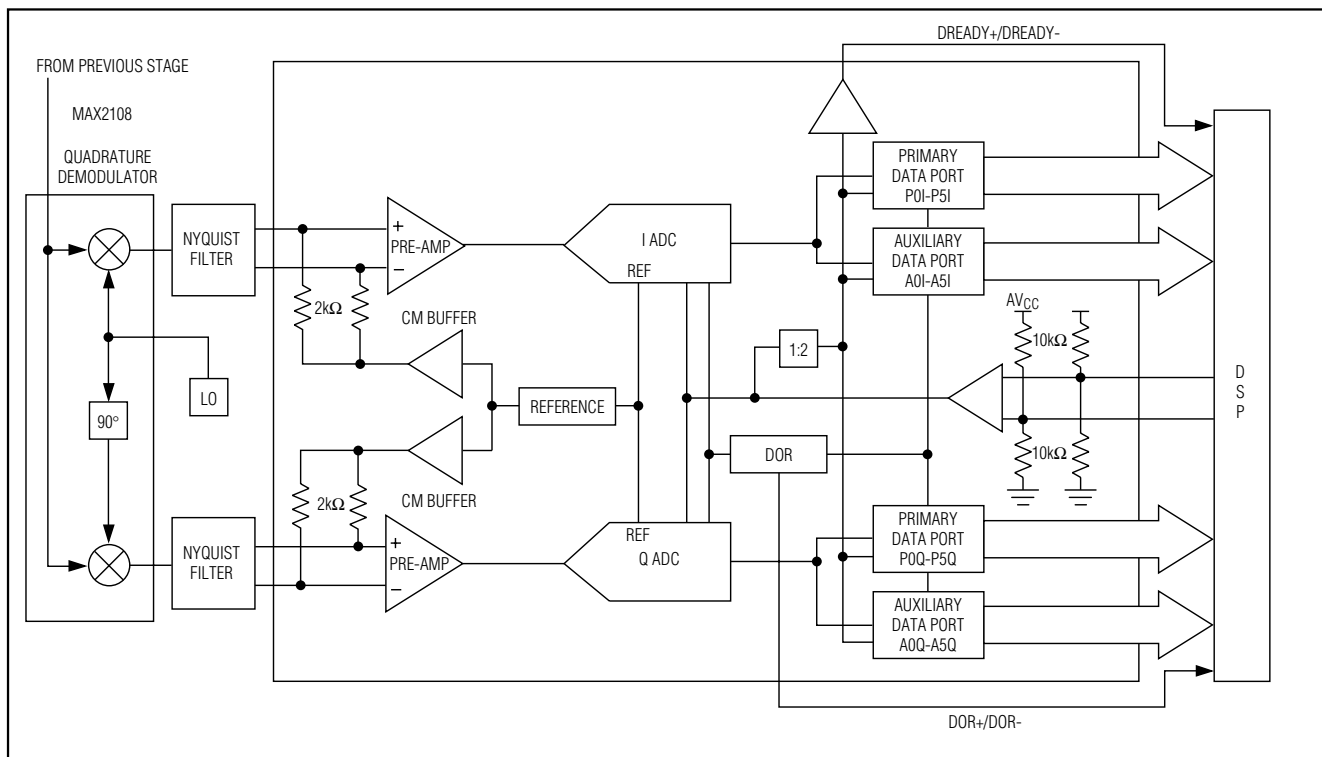 DREADY+/DREADY-
FROM PREVIOUS STAGE
MAX2108
QUADRATURE
DEMODULATOR
NYQUIST
FILTER
+
PRE-AMP
−
I ADC
REF
PRIMARY
DATA PORT
P0I-P5I
AUXILIARY
DATA PORT
A0I-A5I
2kΩ
CM BUFFER
AVCC
10kΩ
1:2
LO
90°
REFERENCE
D
S
P
10kΩ
DOR
2kΩ
CM BUFFER
NYQUIST
FILTER
+
PRE-AMP
−
REF
Q ADC
PRIMARY
DATA PORT
P0Q-P5Q
AUXILIARY
DATA PORT
A0Q-A5Q
DOR+/DOR-